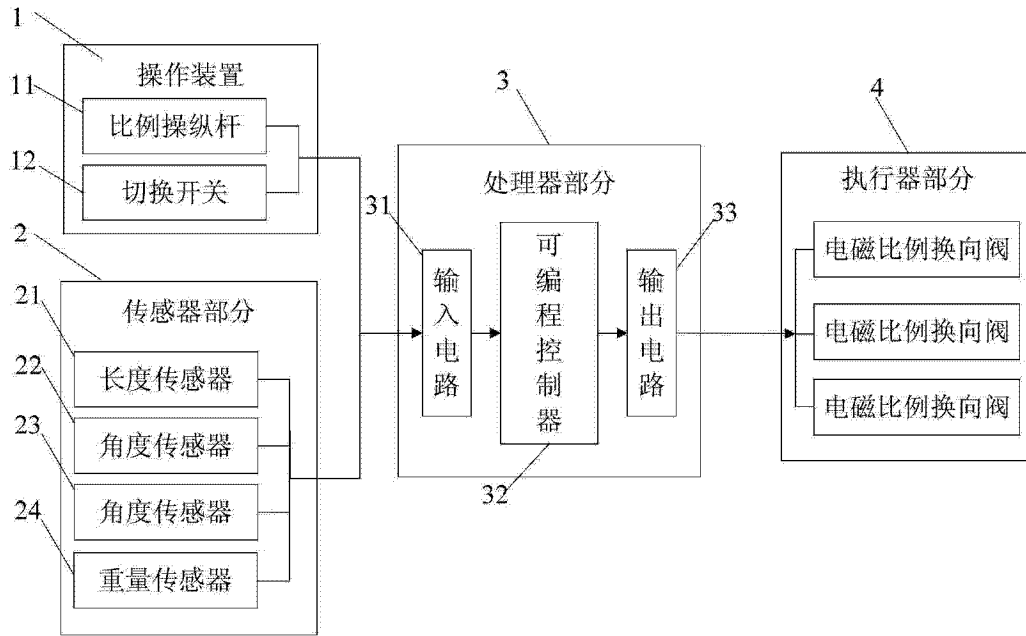 1
操作装置
11
比例操纵杆
12
切换开关
2
传感器部分
21
长度传感器
22
角度传感器
23
角度传感器
24
重量传感器
3
处理器部分
31
输入电路
可编程控制器
32
33
输出电路
4
执行器部分
电磁比例换向阀
电磁比例换向阀
电磁比例换向阀